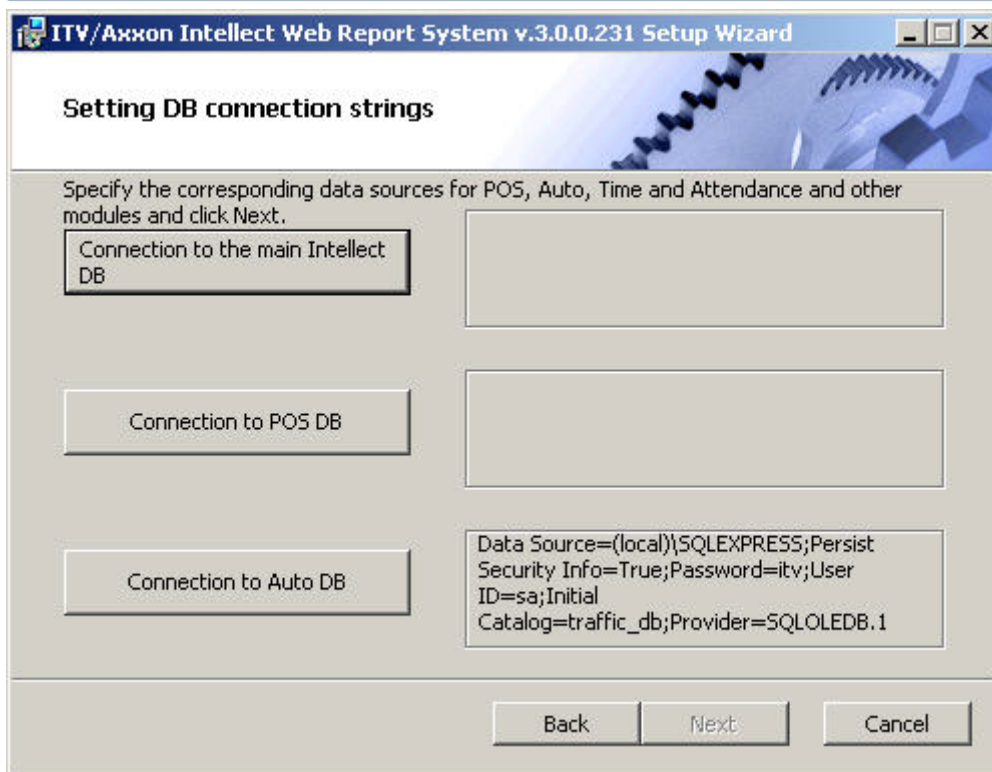 ITV/Axxon Intellect Web Report System v.3.0.0.231 Setup Wizard
Setting DB connection strings
Specify the corresponding data sources for POS, Auto, Time and Attendance and other
modules and click Next.
Connection to the main Intellect
DB
Connection to POS DB
Connection to Auto DB
Data Source=(local)\SQLEXPRESS;Persist
Security Info=True;Password=itv;User
ID=sa;Initial
Catalog=traffic_db;Provider=SQLOLEDB.1
Back
Next
Cancel